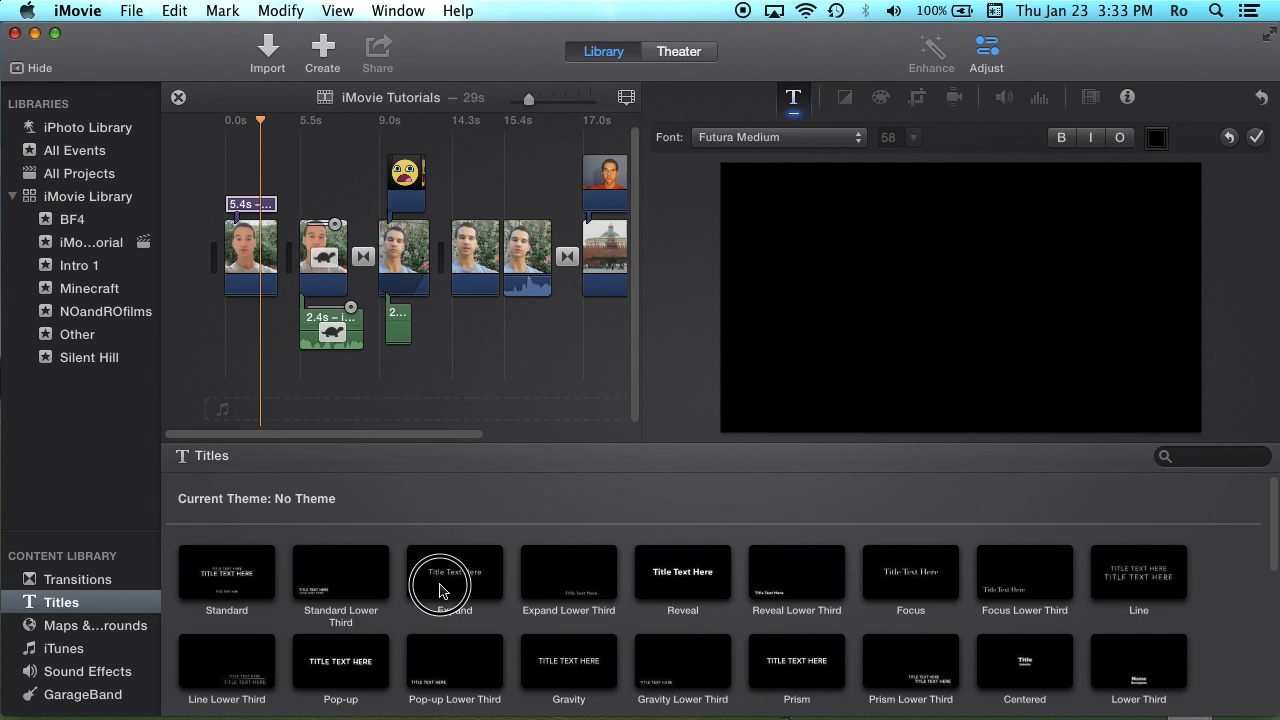 iMovie File Edit Mark Modify View Window Help 100% Thu Jan 23 3:33 PM Ro
Hide Import Create Share Library Theater Enhance Adjust
LIBRARIES
iPhoto Library
All Events
All Projects
iMovie Library
BF4
iMo...orial
Intro 1
Minecraft
NOandROfilms
Other
Silent Hill
CONTENT LIBRARY
Transitions
Titles
Maps &...rounds
iTunes
Sound Effects
GarageBand
iMovie Tutorials — 29s
0.0s 5.5s 9.0s 14.3s 15.4s 17.0s
5.4s –...
2.4s – i... 2...
T
Font: Futura Medium 58 B I O
T Titles
Current Theme: No Theme
TITLE TEXT HERE
Title Text Here
Title Text Here
Title Text Here
TITLE TEXT HERE
Standard
Standard Lower Third
Expand
Expand Lower Third
Reveal
Reveal Lower Third
Focus
Focus Lower Third
Line
TITLE TEXT HERE
TITLE TEXT HERE
TITLE TEXT HERE
TITLE TEXT HERE
TITLE TEXT HERE
Title
Name
Line Lower Third
Pop-up
Pop-up Lower Third
Gravity
Gravity Lower Third
Prism
Prism Lower Third
Centered
Lower Third